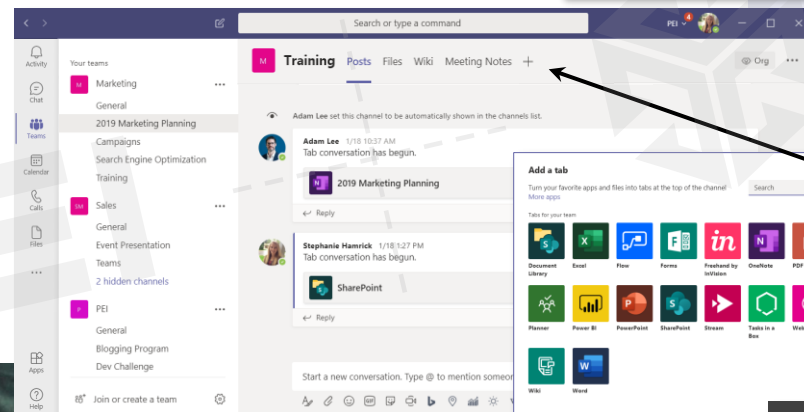 Search or type a command
PEI
4
Activity
Chat
Teams
Calendar
Calls
Files
Apps
Help
Your teams
M Marketing
General
2019 Marketing Planning
Campaigns
Search Engine Optimization
Training
SM Sales
General
Event Presentation
Teams
2 hidden channels
P PEI
General
Blogging Program
Dev Challenge
Join or create a team
M Training Posts Files Wiki Meeting Notes +
Org
Adam Lee set this channel to be automatically shown in the channels list.
Adam Lee 1/18 10:37 AM
Tab conversation has begun.
2019 Marketing Planning
Reply
Stephanie Hamrick 1/18 1:27 PM
Tab conversation has begun.
SharePoint
Reply
Start a new conversation. Type @ to mention someor
GIF
Add a tab
Turn your favorite apps and files into tabs at the top of the channel
More apps
Search
Tabs for your team
Document Library
Excel
Flow
Forms
Freehand by InVision
OneNote
PDF
Planner
Power BI
PowerPoint
SharePoint
Stream
Tasks in a Box
Web
Wiki
Word